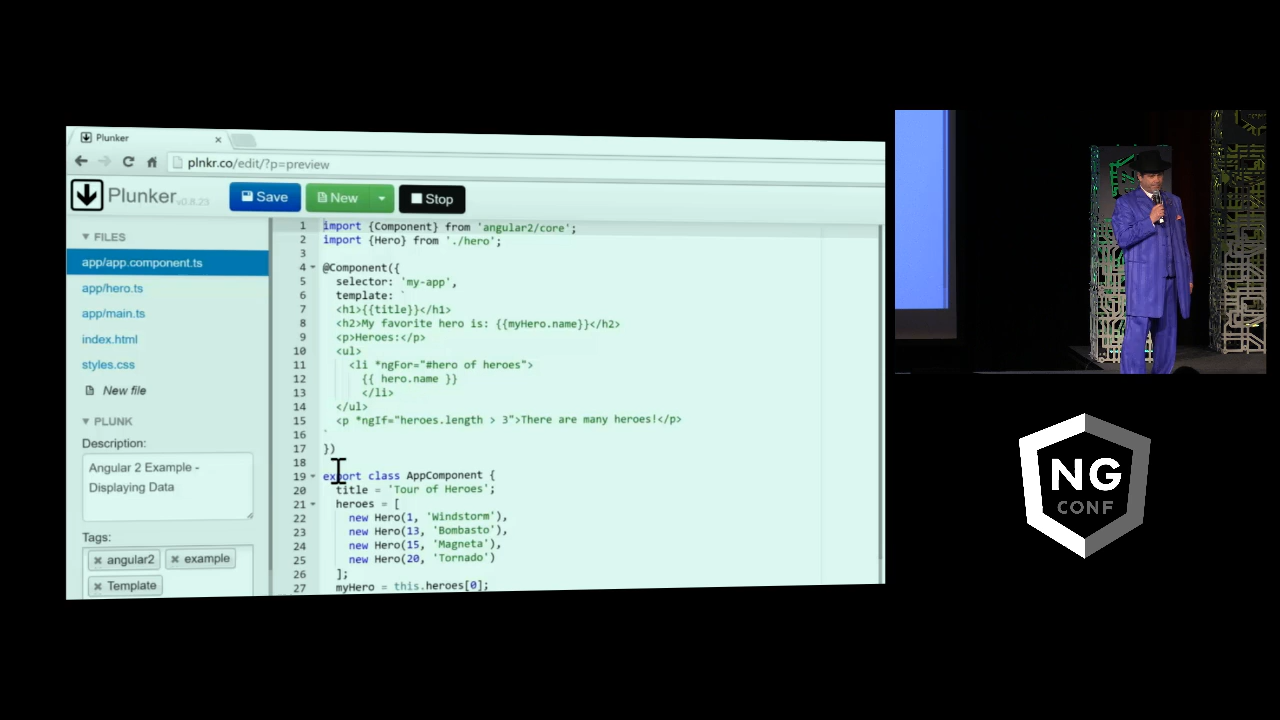 Plunker ×
plnkr.co/edit/?p=preview
Plunker v0.8.23 Save New Stop
FILES
app/app.component.ts
app/hero.ts
app/main.ts
index.html
styles.css
New file
PLUNK
Description:
Angular 2 Example -
Displaying Data
Tags:
× angular2 × example
× Template
1 import {Component} from 'angular2/core';
2 import {Hero} from './hero';
3
4 @Component({
5 selector: 'my-app',
6 template: `
7 <h1>{{title}}</h1>
8 <h2>My favorite hero is: {{myHero.name}}</h2>
9 <p>Heroes:</p>
10 <ul>
11 <li *ngFor="#hero of heroes">
12 {{ hero.name }}
13 </li>
14 </ul>
15 <p *ngIf="heroes.length > 3">There are many heroes!</p>
16 `
17 })
18
19 export class AppComponent {
20 title = 'Tour of Heroes';
21 heroes = [
22 new Hero(1, 'Windstorm'),
23 new Hero(13, 'Bombasto'),
24 new Hero(15, 'Magneta'),
25 new Hero(20, 'Tornado')
26 ];
27 myHero = this.heroes[0];
NG
CONF